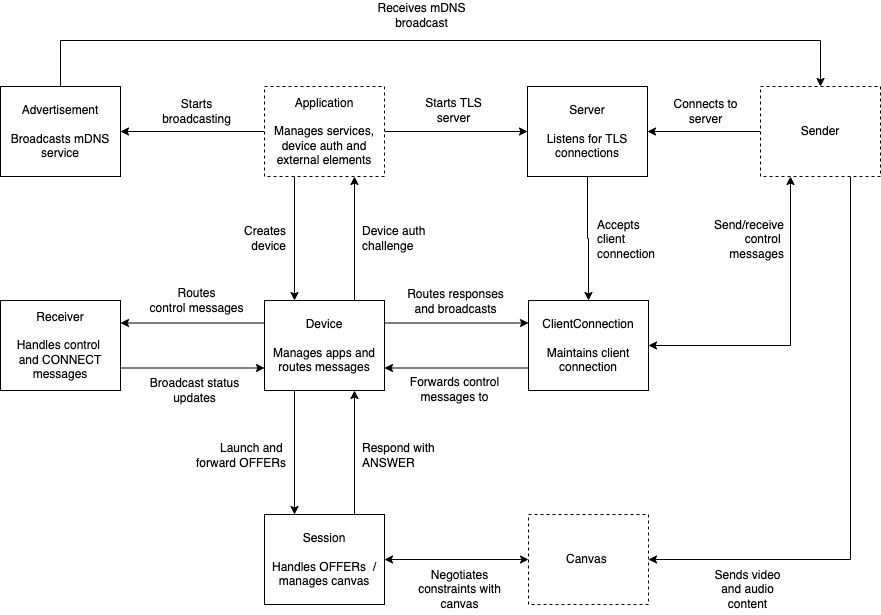 Receives mDNS
broadcast
Advertisement
Broadcasts mDNS
service
Starts
broadcasting
Application
Manages services,
device auth and
external elements
Starts TLS
server
Server
Listens for TLS
connections
Connects to
server
Sender
Creates
device
Device auth
challenge
Accepts
client
connection
Send/receive
control
messages
Receiver
Handles control
and CONNECT
messages
Routes
control messages
Broadcast status
updates
Device
Manages apps and
routes messages
Routes responses
and broadcasts
Forwards control
messages to
ClientConnection
Maintains client
connection
Launch and
forward OFFERs
Respond with
ANSWER
Session
Handles OFFERs /
manages canvas
Negotiates
constraints with
canvas
Canvas
Sends video
and audio
content